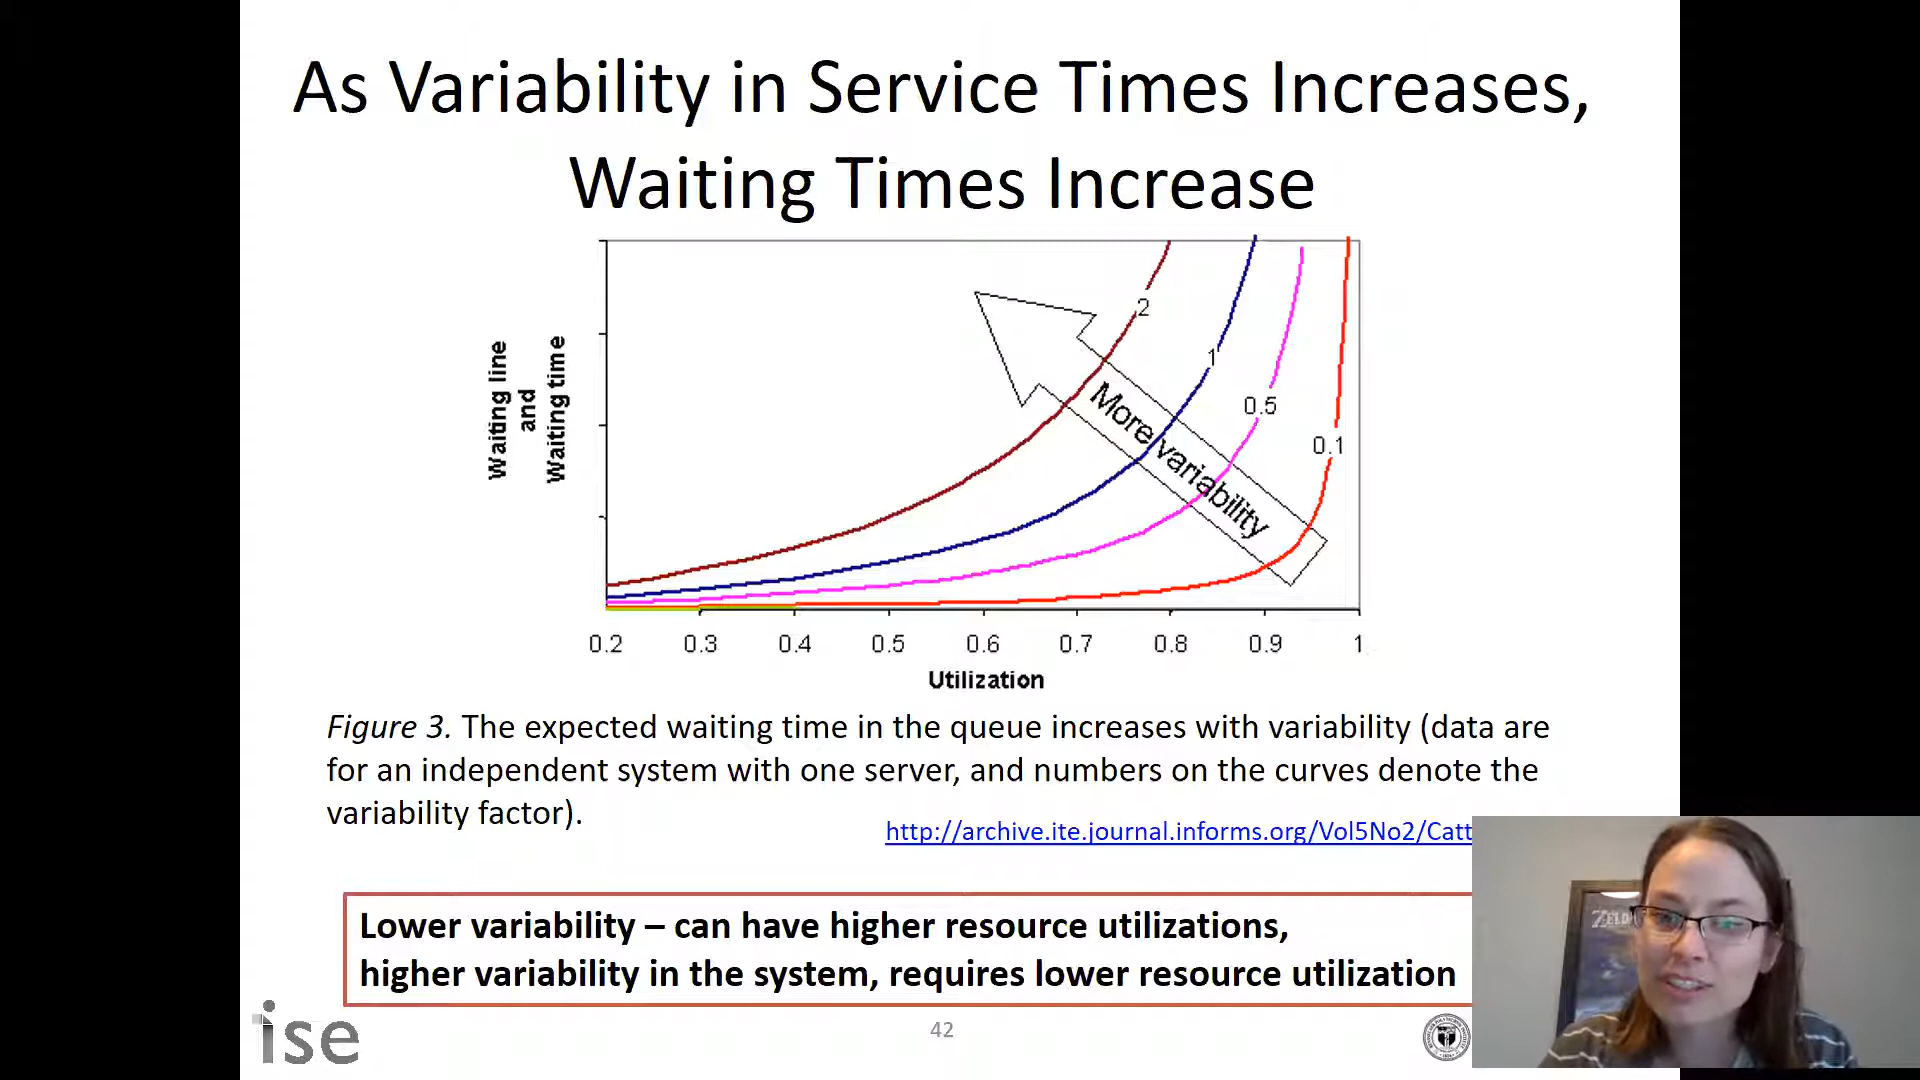 As Variability in Service Times Increases,
Waiting Times Increase
Waiting line
and
Waiting time
2
1
0.5
0.1
More variability
0.2 0.3 0.4 0.5 0.6 0.7 0.8 0.9 1
Utilization
Figure 3. The expected waiting time in the queue increases with variability (data are
for an independent system with one server, and numbers on the curves denote the
variability factor).
http://archive.ite.journal.informs.org/Vol5No2/Catt
Lower variability – can have higher resource utilizations,
higher variability in the system, requires lower resource utilization
ise
42